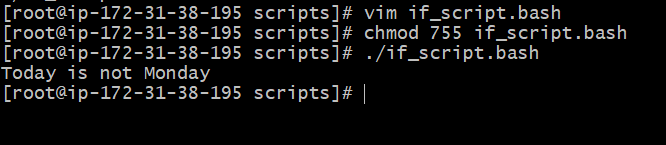 [root@ip-172-31-38-195 scripts]# vim if_script.bash
[root@ip-172-31-38-195 scripts]# chmod 755 if_script.bash
[root@ip-172-31-38-195 scripts]# ./if_script.bash
Today is not Monday
[root@ip-172-31-38-195 scripts]#